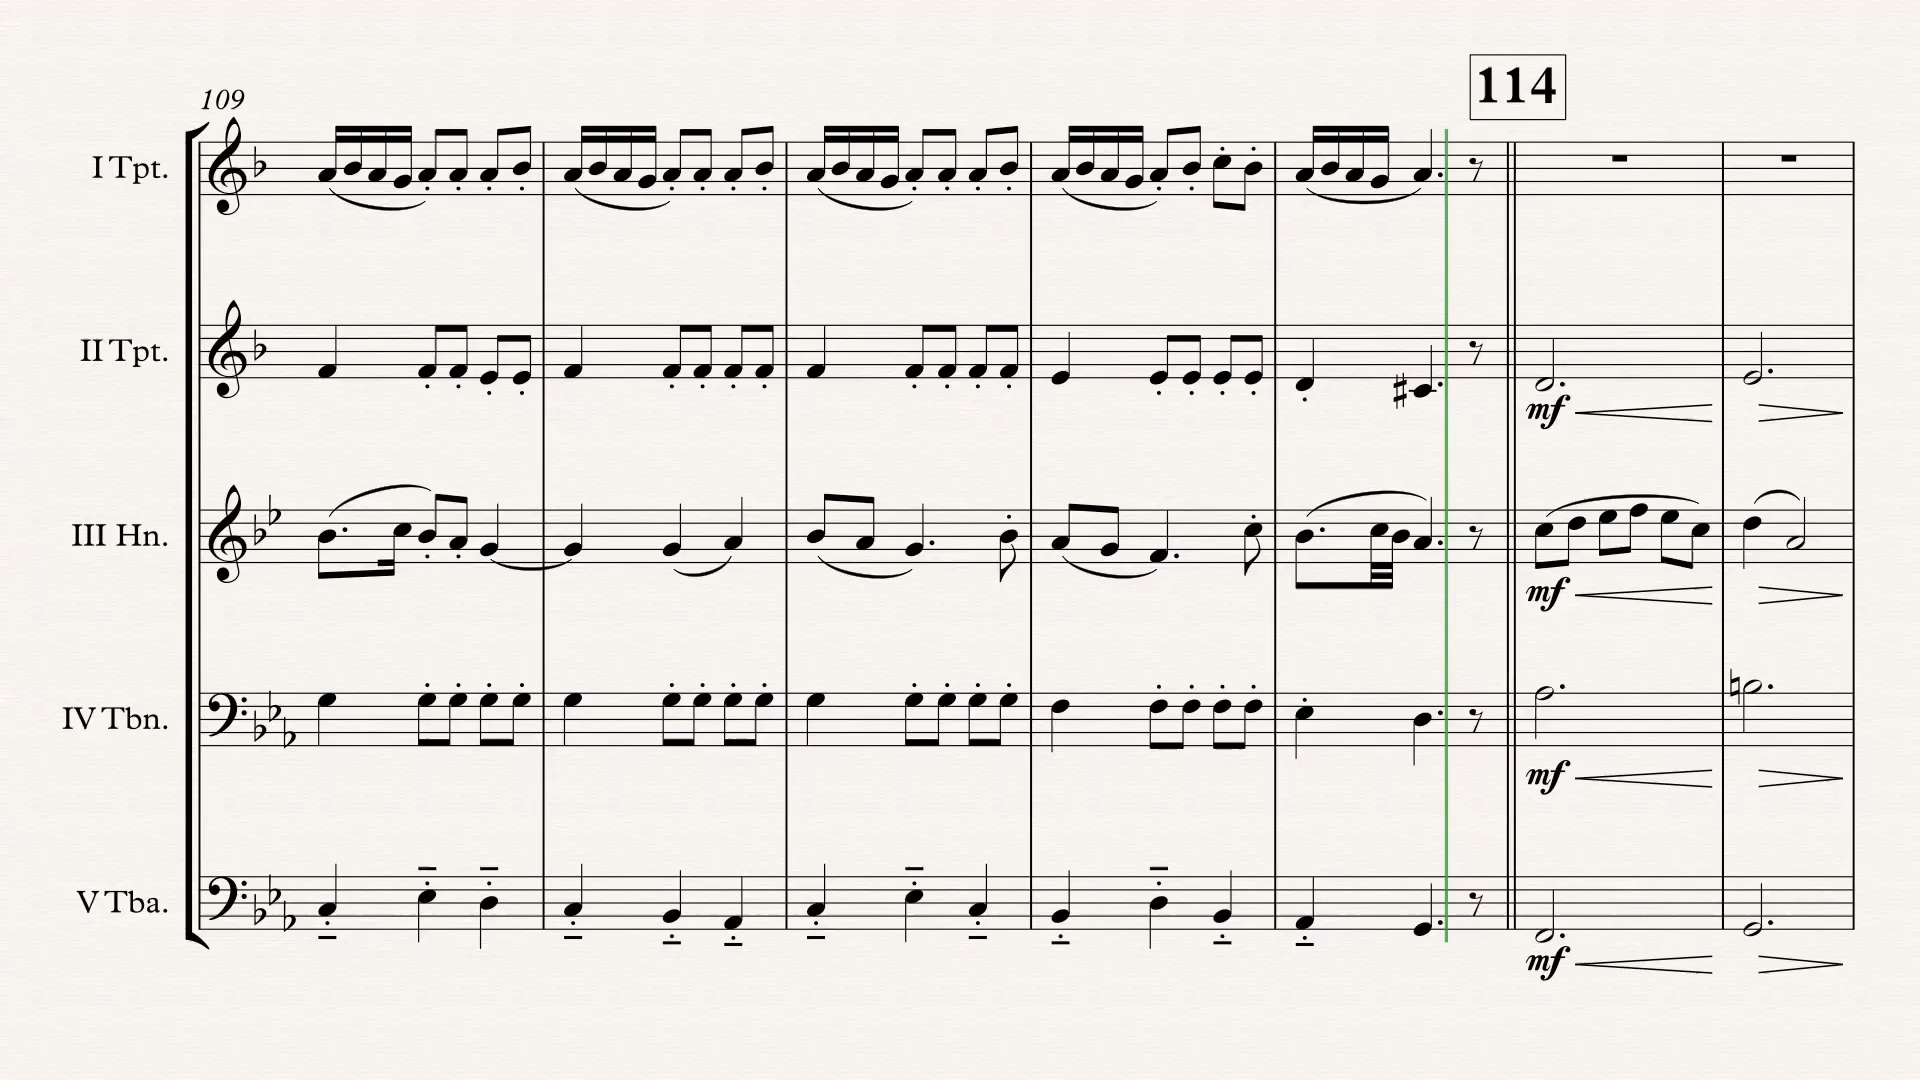 114
109
I Tpt.
II Tpt.
mf
III Hn.
mf
IV Tbn.
mf
V Tba.
mf